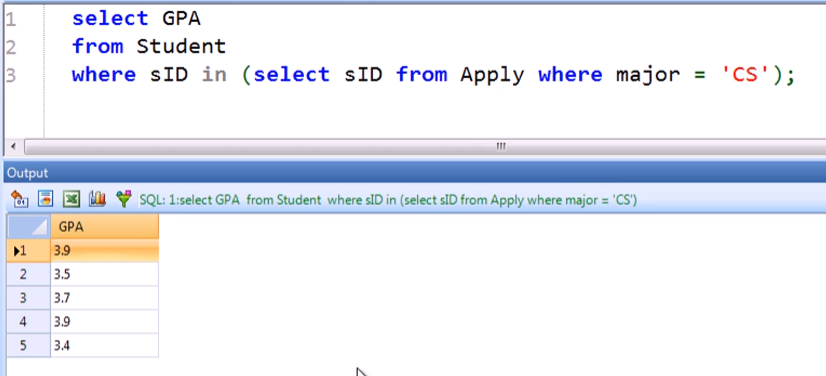 1 select GPA
2 from Student
3 where sID in (select sID from Apply where major = 'CS');
Output
SQL: 1:select GPA from Student where sID in (select sID from Apply where major = 'CS')
GPA
1 3.9
2 3.5
3 3.7
4 3.9
5 3.4